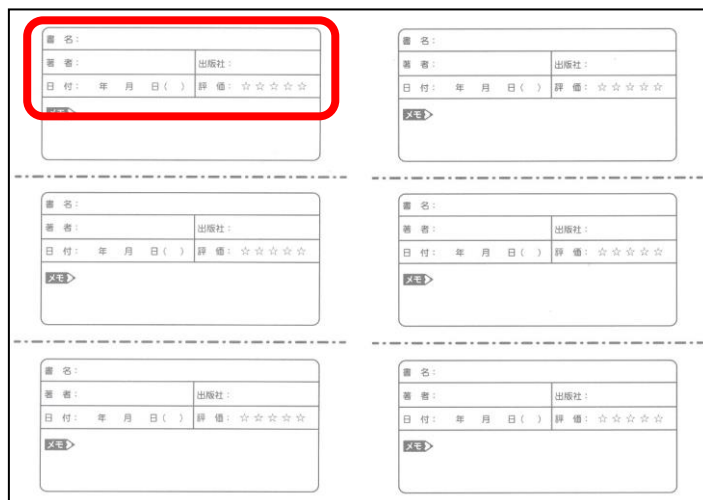 書 名：
著 者： 出版社：
日 付： 年 月 日( ) 評 価：☆☆☆☆☆
メモ
書 名：
著 者： 出版社：
日 付： 年 月 日( ) 評 価：☆☆☆☆☆
メモ
書 名：
著 者： 出版社：
日 付： 年 月 日( ) 評 価：☆☆☆☆☆
メモ
書 名：
著 者： 出版社：
日 付： 年 月 日( ) 評 価：☆☆☆☆☆
メモ
書 名：
著 者： 出版社：
日 付： 年 月 日( ) 評 価：☆☆☆☆☆
メモ
書 名：
著 者： 出版社：
日 付： 年 月 日( ) 評 価：☆☆☆☆☆
メモ